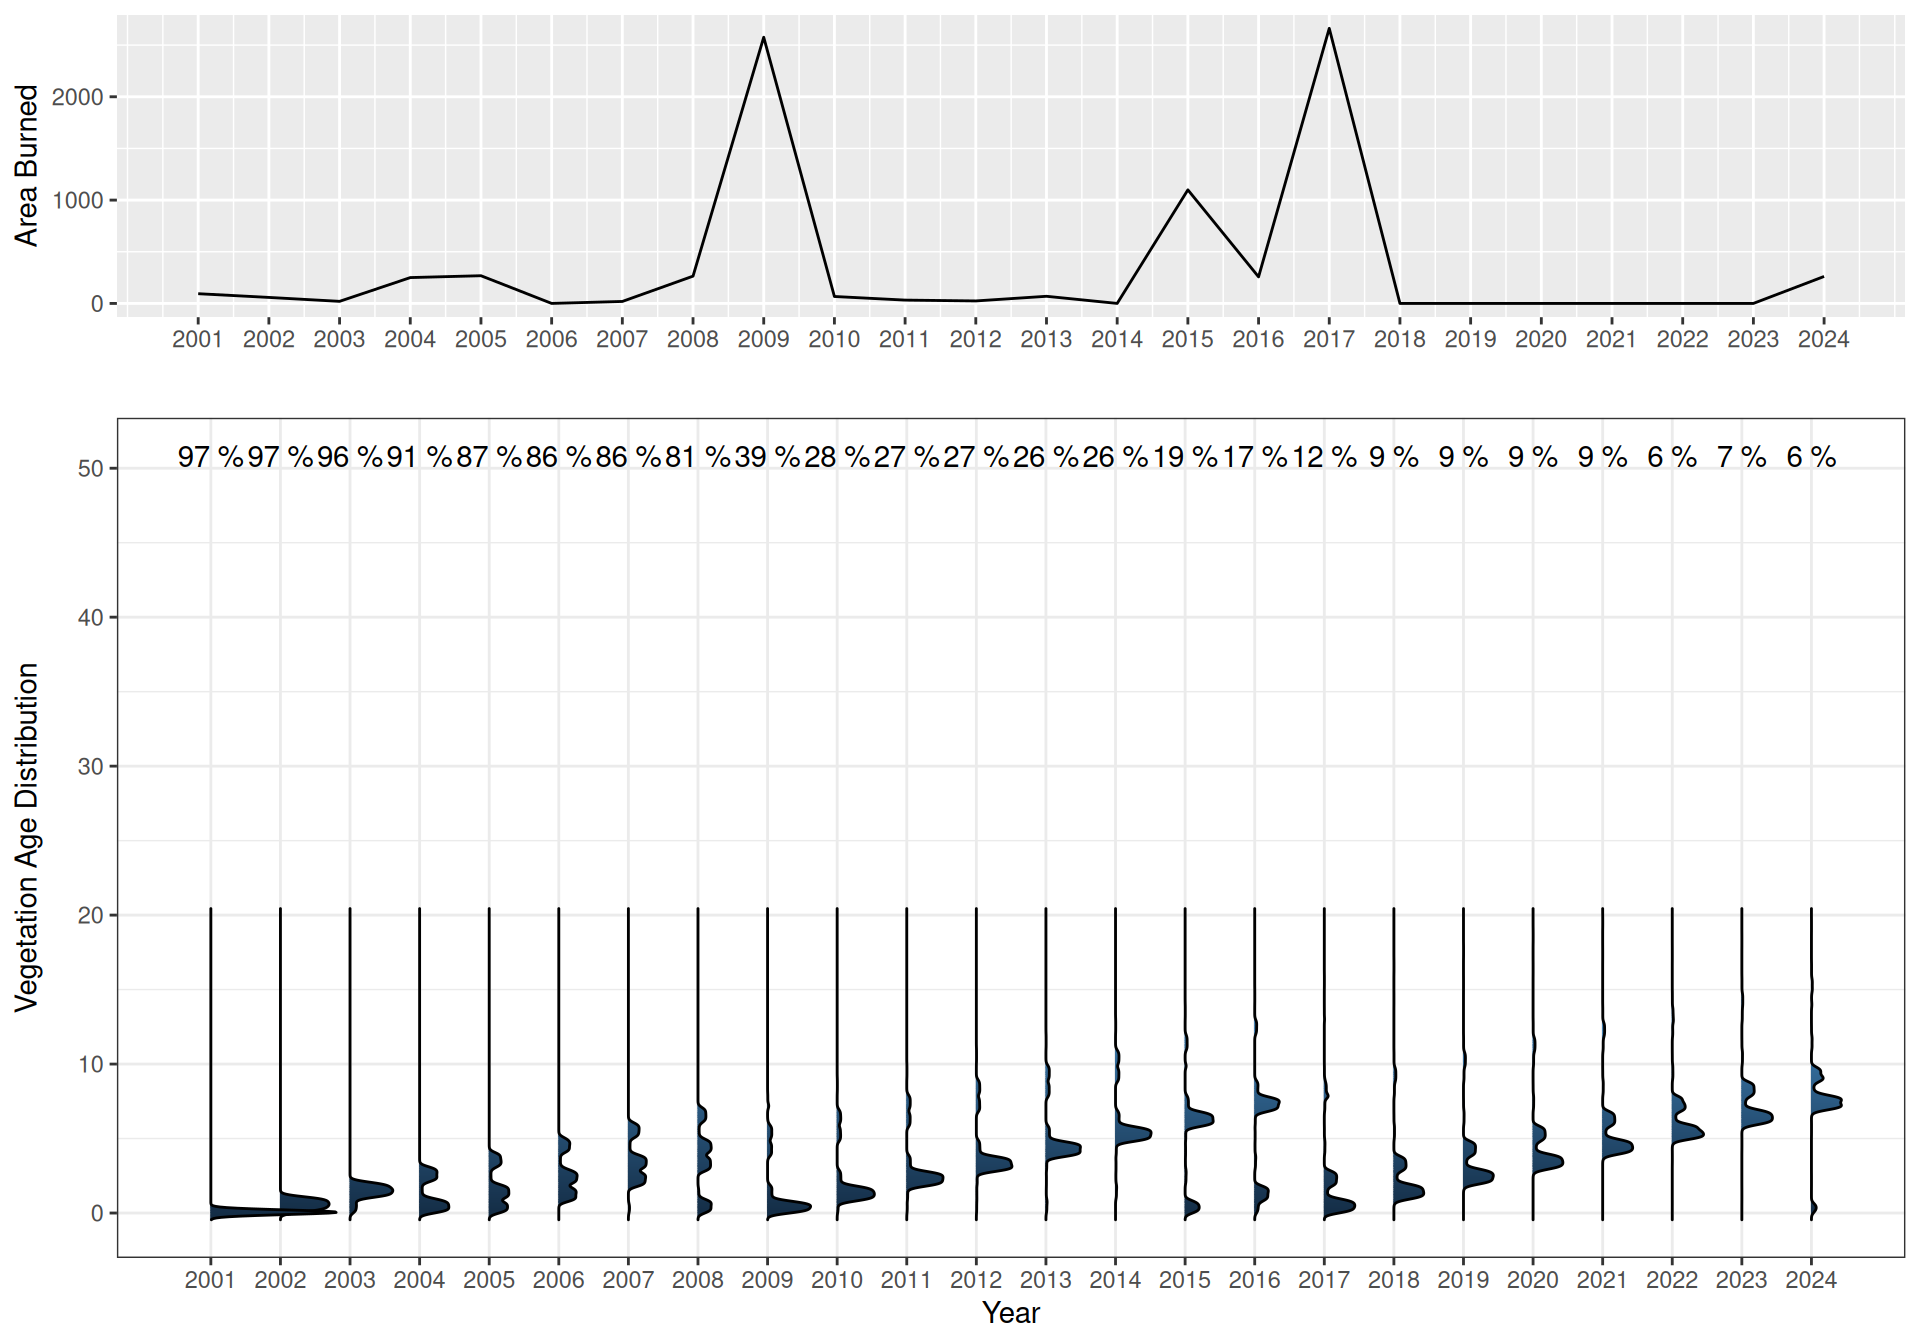 Area Burned
2000
1000
0
2001 2002 2003 2004 2005 2006 2007 2008 2009 2010 2011 2012 2013 2014 2015 2016 2017 2018 2019 2020 2021 2022 2023 2024
Vegetation Age Distribution
97 % 97 % 96 % 91 % 87 % 86 % 86 % 81 % 39 % 28 % 27 % 27 % 26 % 26 % 19 % 17 % 12 % 9 % 9 % 9 % 9 % 6 % 7 % 6 %
50
40
30
20
10
0
2001 2002 2003 2004 2005 2006 2007 2008 2009 2010 2011 2012 2013 2014 2015 2016 2017 2018 2019 2020 2021 2022 2023 2024
Year